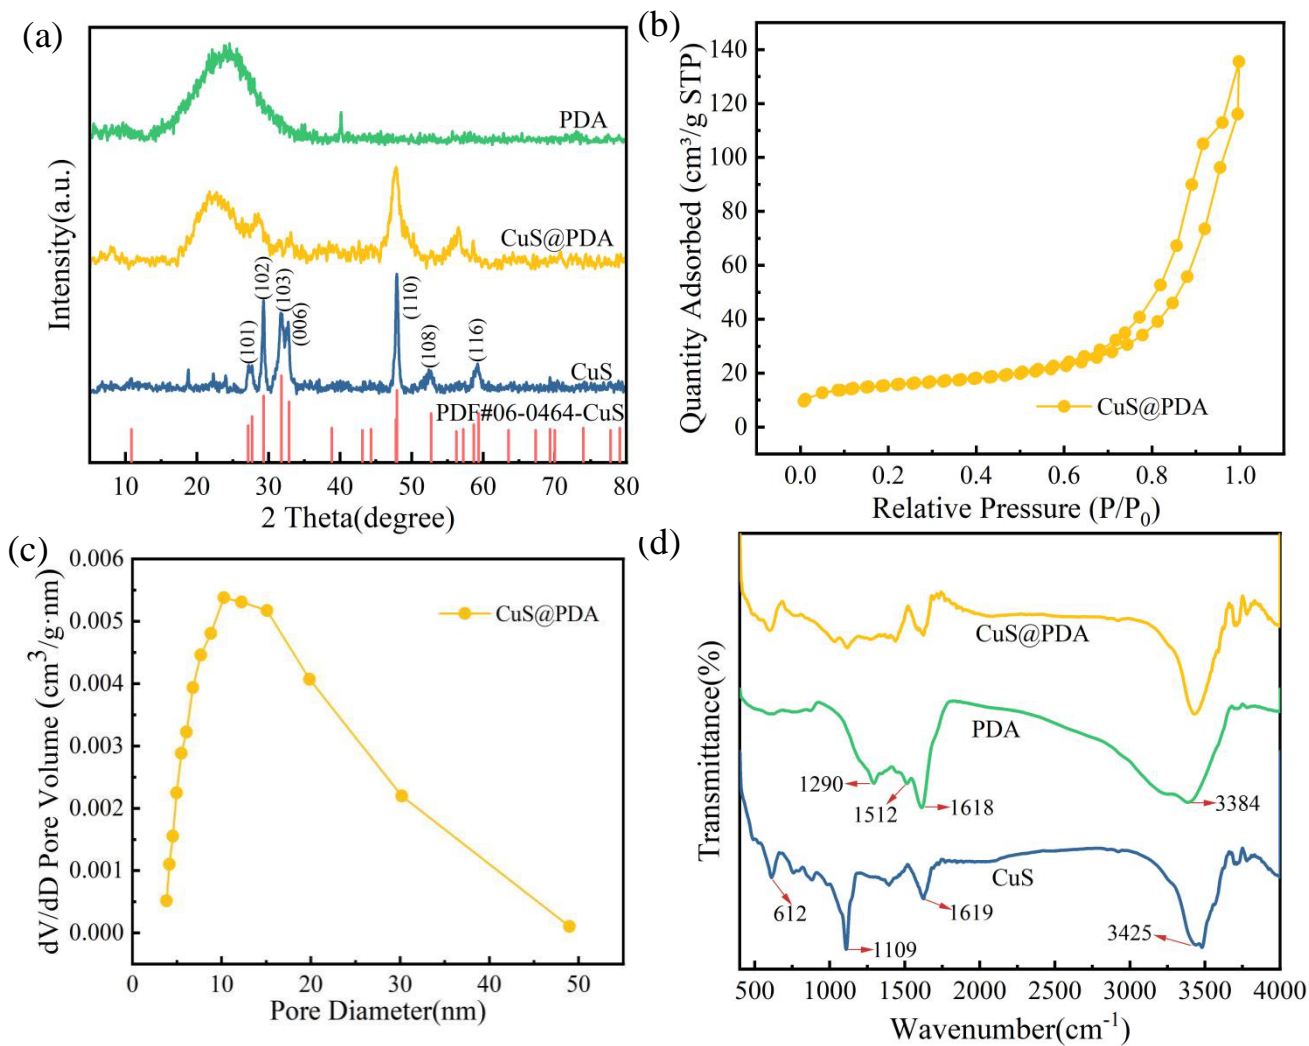 (a)
PDA
CuS@PDA
(101)
(102)
(103)
(006)
(110)
(108)
(116)
CuS
PDF#06-0464-CuS
Intensity(a.u.)
10 20 30 40 50 60 70 80
2 Theta(degree)
(b)
140
120
100
80
60
40
20
0
Quantity Adsorbed (cm³/g STP)
CuS@PDA
0.0 0.2 0.4 0.6 0.8 1.0
Relative Pressure (P/P₀)
(c)
0.006
0.005
0.004
0.003
0.002
0.001
0.000
dV/dD Pore Volume (cm³/g·nm)
CuS@PDA
0 10 20 30 40 50
Pore Diameter(nm)
(d)
Transmittance(%)
CuS@PDA
PDA
1290
1512
1618
3384
CuS
612
1109
1619
3425
500 1000 1500 2000 2500 3000 3500 4000
Wavenumber(cm⁻¹)